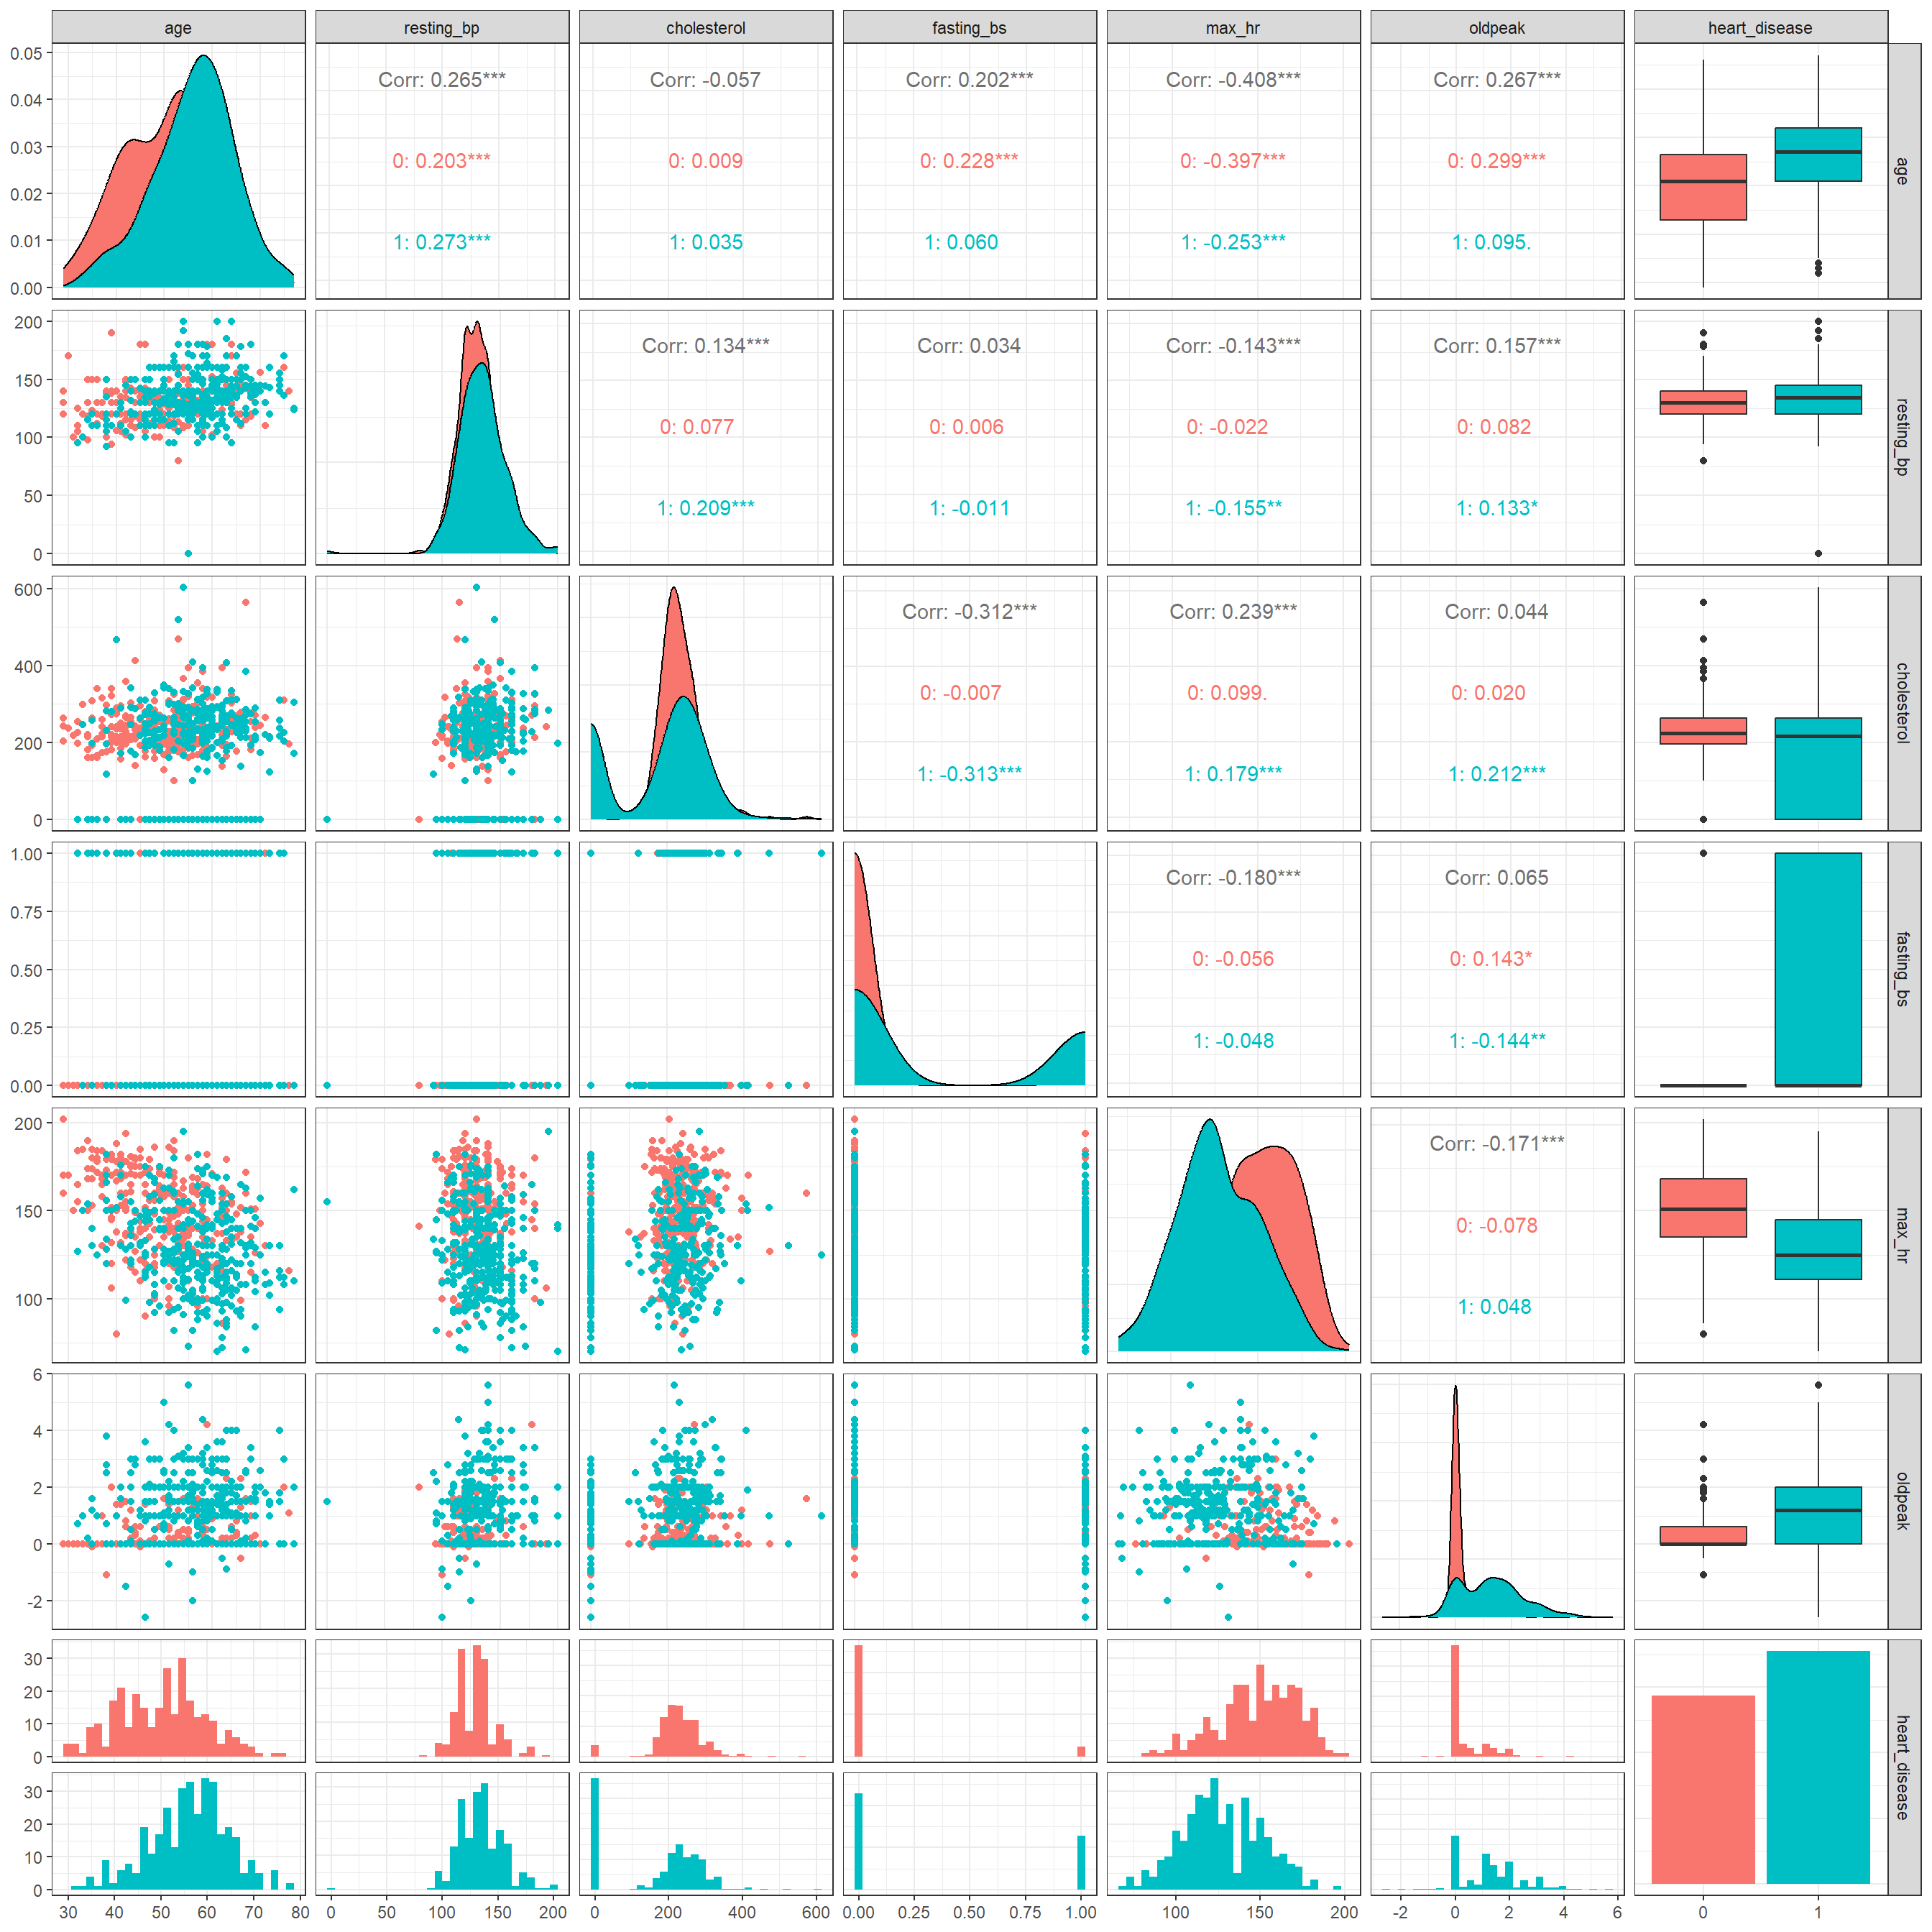 age resting_bp cholesterol fasting_bs max_hr oldpeak heart_disease
0.05
0.04
0.03
0.02
0.01
0.00
Corr: 0.265***
0: 0.203***
1: 0.273***
Corr: -0.057
0: 0.009
1: 0.035
Corr: 0.202***
0: 0.228***
1: 0.060
Corr: -0.408***
0: -0.397***
1: -0.253***
Corr: 0.267***
0: 0.299***
1: 0.095.
age
200
150
100
50
0
Corr: 0.134***
0: 0.077
1: 0.209***
Corr: 0.034
0: 0.006
1: -0.011
Corr: -0.143***
0: -0.022
1: -0.155**
Corr: 0.157***
0: 0.082
1: 0.133*
resting_bp
600
400
200
0
Corr: -0.312***
0: -0.007
1: -0.313***
Corr: 0.239***
0: 0.099.
1: 0.179***
Corr: 0.044
0: 0.020
1: 0.212***
cholesterol
1.00
0.75
0.50
0.25
0.00
Corr: -0.180***
0: -0.056
1: -0.048
Corr: 0.065
0: 0.143*
1: -0.144**
fasting_bs
200
150
100
Corr: -0.171***
0: -0.078
1: 0.048
max_hr
6
4
2
0
-2
oldpeak
30
20
10
0
30
20
10
0
heart_disease
30 40 50 60 70 80
0 50 100 150 200
0 200 400 600
0.00 0.25 0.50 0.75 1.00
100 150 200
-2 0 2 4 6
0 1